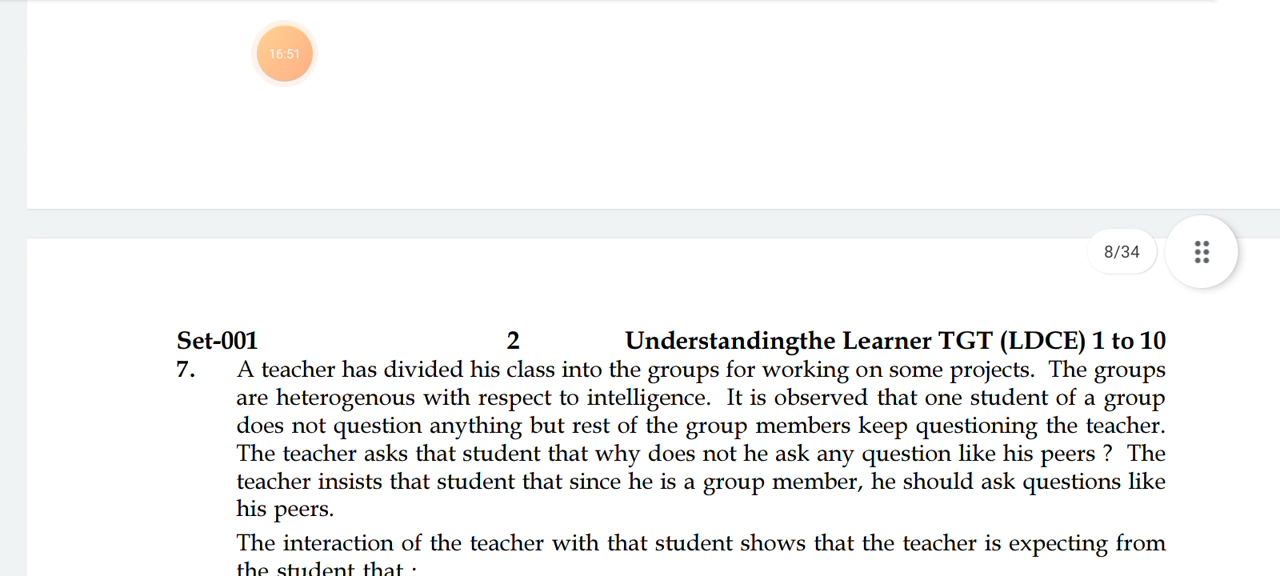 16:51
8/34
Set-001 2 Understandingthe Learner TGT (LDCE) 1 to 10
7. A teacher has divided his class into the groups for working on some projects. The groups
are heterogenous with respect to intelligence. It is observed that one student of a group
does not question anything but rest of the group members keep questioning the teacher.
The teacher asks that student that why does not he ask any question like his peers ? The
teacher insists that student that since he is a group member, he should ask questions like
his peers.
The interaction of the teacher with that student shows that the teacher is expecting from
the student that :